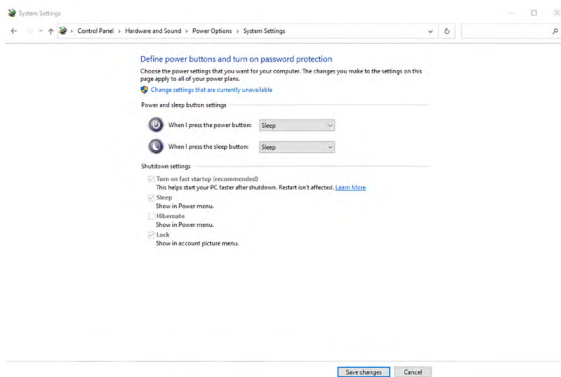 System Settings
Control Panel > Hardware and Sound > Power Options > System Settings
Define power buttons and turn on password protection
Choose the power settings that you want for your computer. The changes you make to the settings on this
page apply to all of your power plans.
Change settings that are currently unavailable
Power and sleep button settings
When I press the power button: Sleep
When I press the sleep button: Sleep
Shutdown settings
Turn on fast startup (recommended)
This helps start your PC faster after shutdown. Restart isn't affected. Learn More
Sleep
Show in Power menu.
Hibernate
Show in Power menu.
Lock
Show in account picture menu.
Save changes Cancel